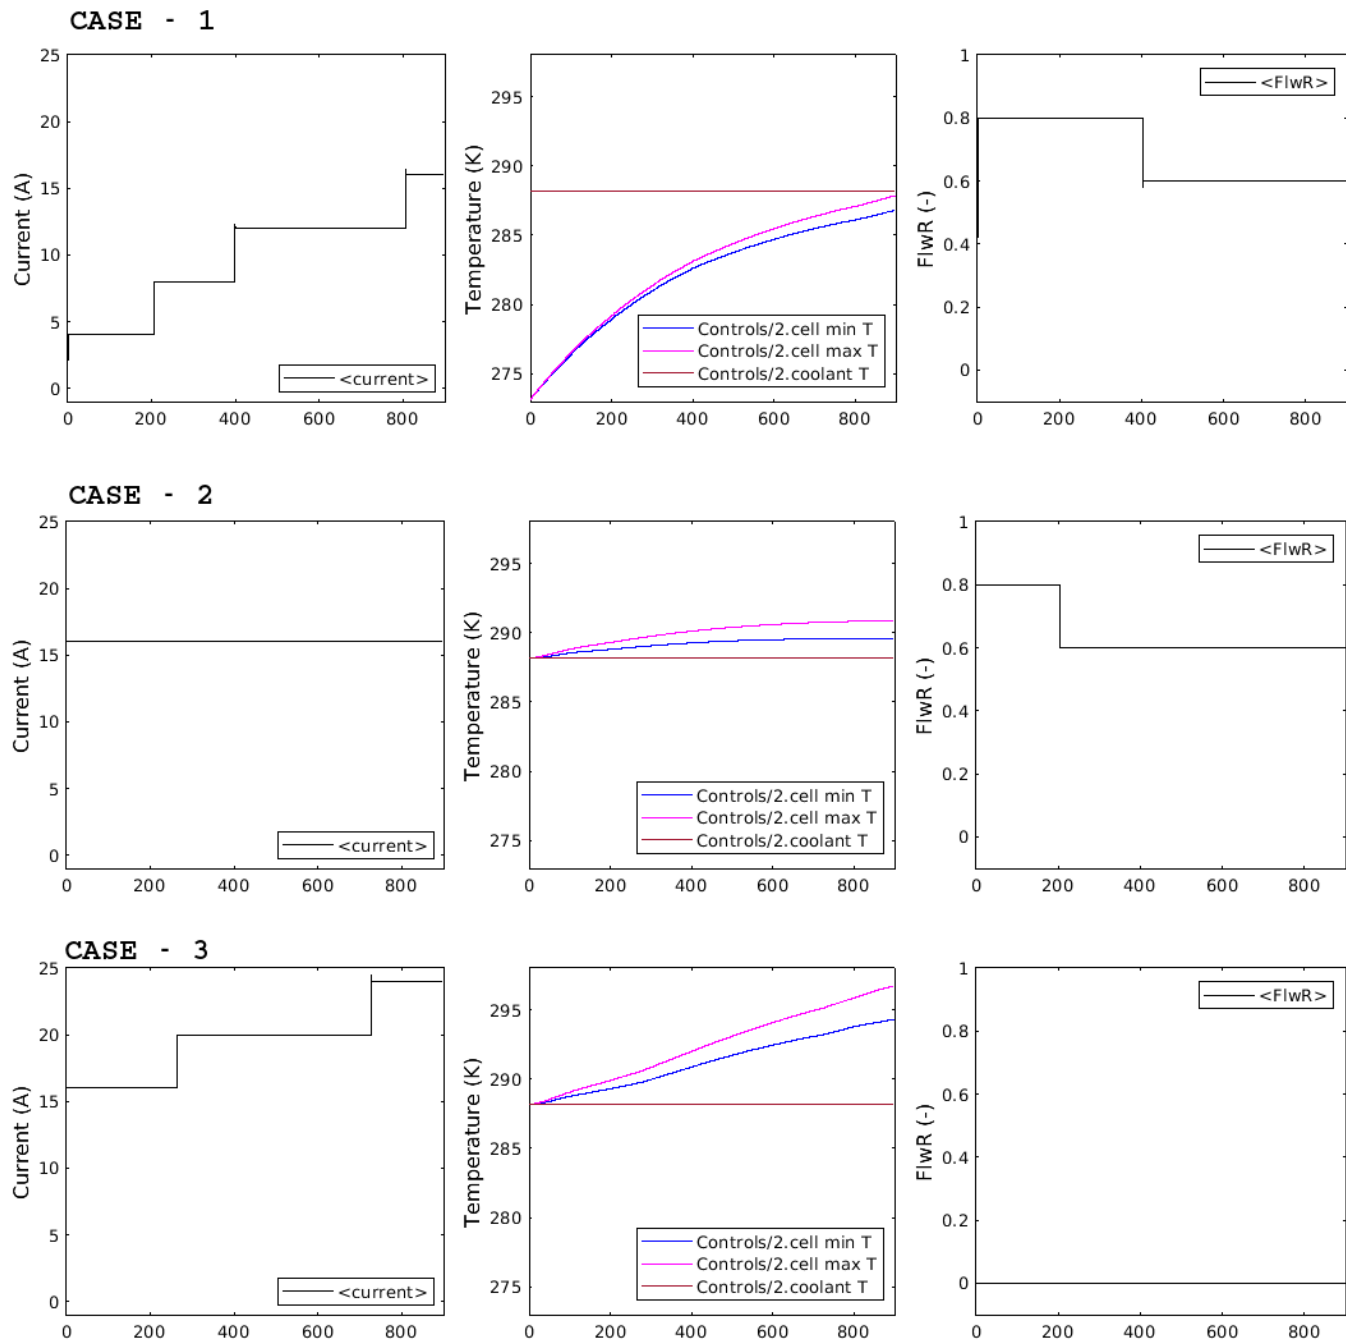 CASE - 1
25
20
15
10
5
0
Current (A)
<current>
0 200 400 600 800
295
290
285
280
275
Temperature (K)
Controls/2.cell min T
Controls/2.cell max T
Controls/2.coolant T
0 200 400 600 800
1
0.8
0.6
0.4
0.2
0
FlwR (-)
<FlwR>
0 200 400 600 800
CASE - 2
25
20
15
10
5
0
Current (A)
<current>
0 200 400 600 800
295
290
285
280
275
Temperature (K)
Controls/2.cell min T
Controls/2.cell max T
Controls/2.coolant T
0 200 400 600 800
1
0.8
0.6
0.4
0.2
0
FlwR (-)
<FlwR>
0 200 400 600 800
CASE - 3
25
20
15
10
5
0
Current (A)
<current>
0 200 400 600 800
295
290
285
280
275
Temperature (K)
Controls/2.cell min T
Controls/2.cell max T
Controls/2.coolant T
0 200 400 600 800
1
0.8
0.6
0.4
0.2
0
FlwR (-)
<FlwR>
0 200 400 600 800